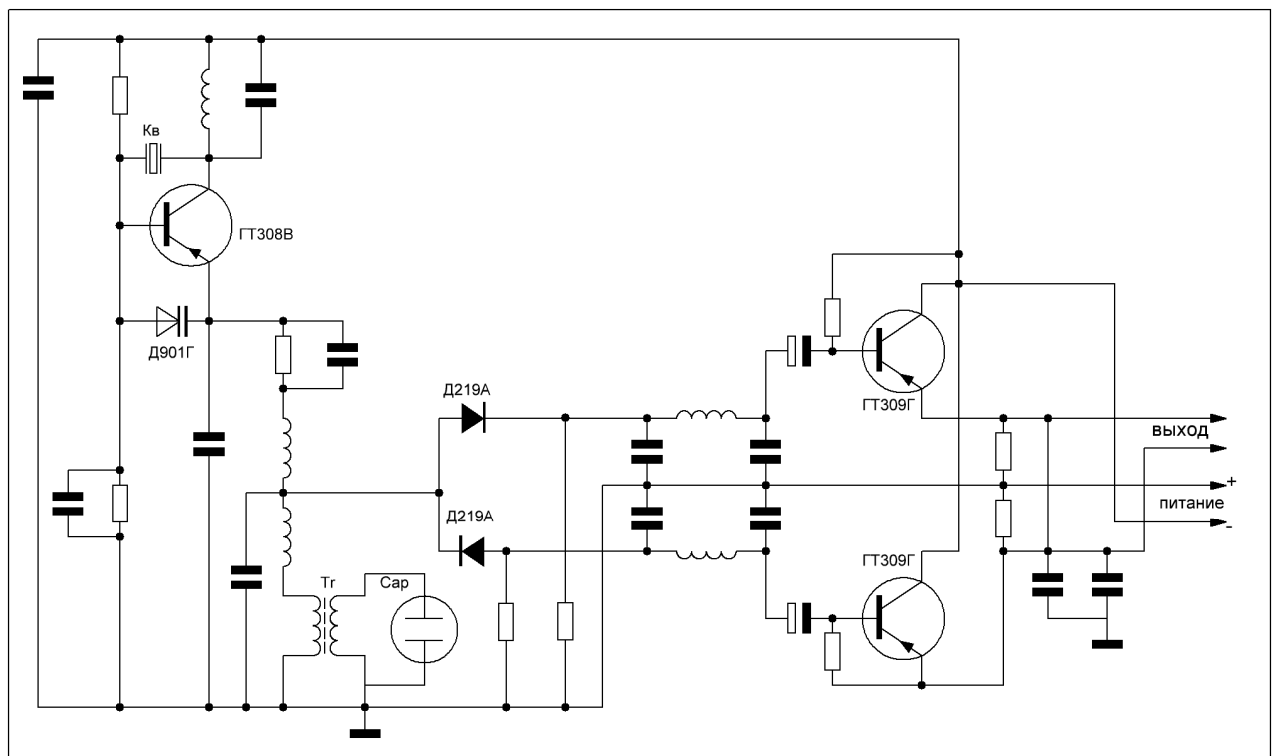 Кв
ГТ308В
Д901Г
Д219А
ГТ309Г
выход
+
питание
-
Д219А
ГТ309Г
Tr
Cap